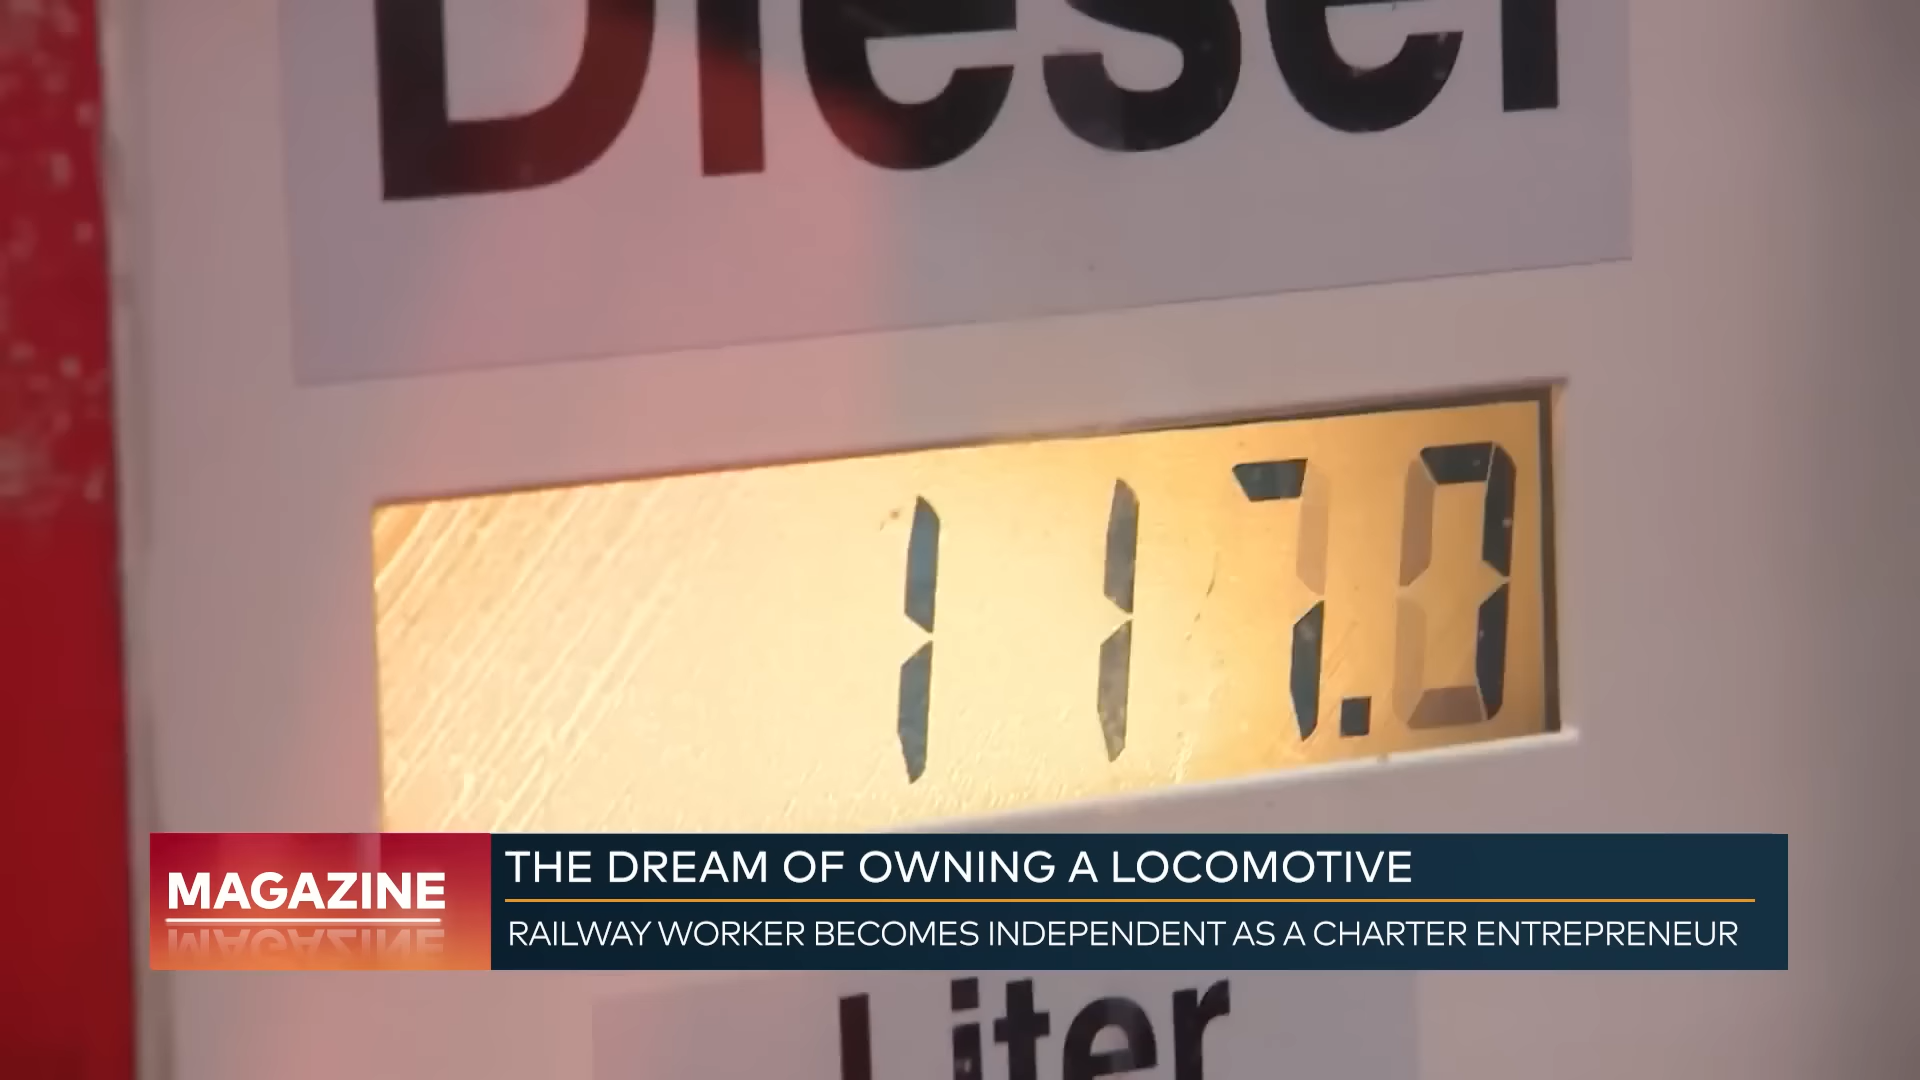 Diesel
117.0
MAGAZINE
THE DREAM OF OWNING A LOCOMOTIVE
RAILWAY WORKER BECOMES INDEPENDENT AS A CHARTER ENTREPRENEUR
Liter